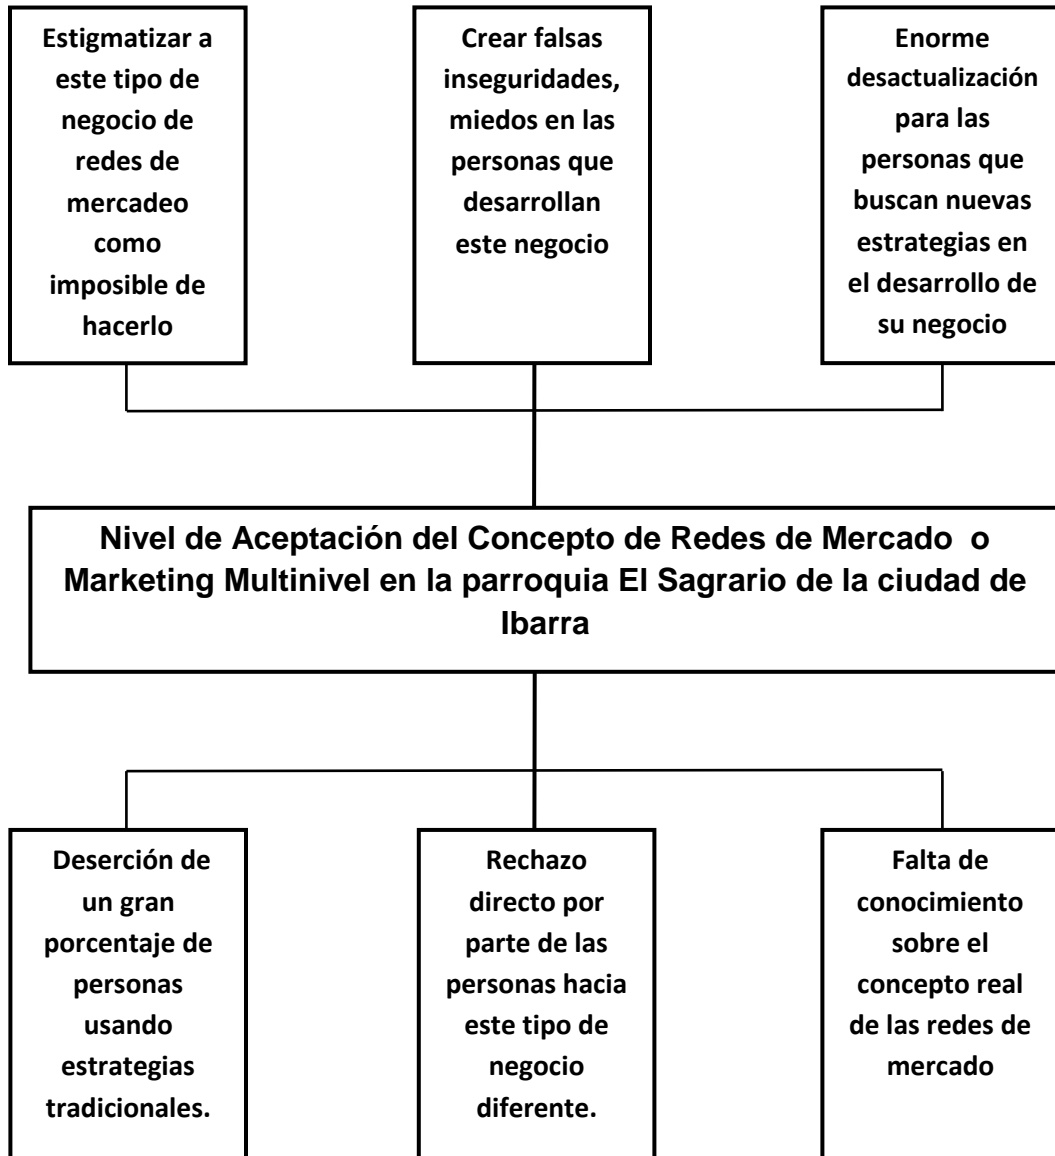 Estigmatizar a
este tipo de
negocio de
redes de
mercadeo
como
imposible de
hacerlo
Crear falsas
inseguridades,
miedos en las
personas que
desarrollan
este negocio
Enorme
desactualización
para las
personas que
buscan nuevas
estrategias en
el desarrollo de
su negocio
Nivel de Aceptación del Concepto de Redes de Mercado o
Marketing Multinivel en la parroquia El Sagrario de la ciudad de
Ibarra
Deserción de
un gran
porcentaje de
personas
usando
estrategias
tradicionales.
Rechazo
directo por
parte de las
personas hacia
este tipo de
negocio
diferente.
Falta de
conocimiento
sobre el
concepto real
de las redes de
mercado